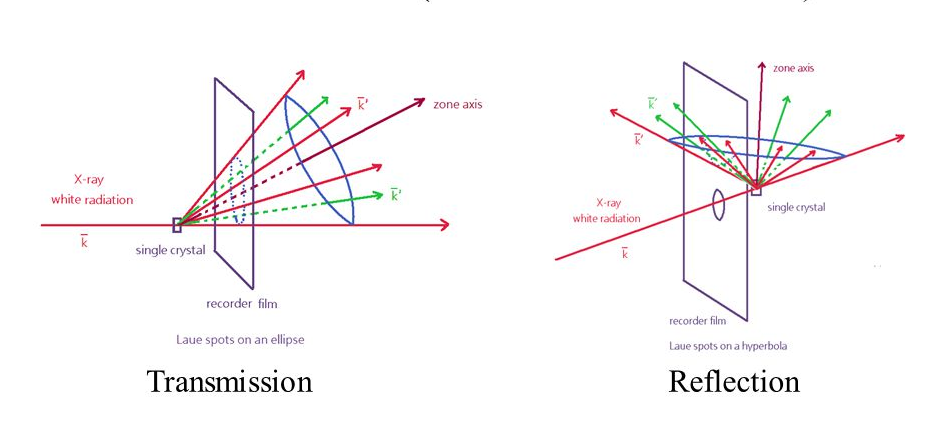 k̄'
zone axis
X-ray
white radiation
k̄'
k̄
single crystal
recorder film
Laue spots on an ellipse
Transmission
zone axis
k̄'
k̄'
X-ray
white radiation
single crystal
k̄
recorder film
Laue spots on a hyperbola
Reflection